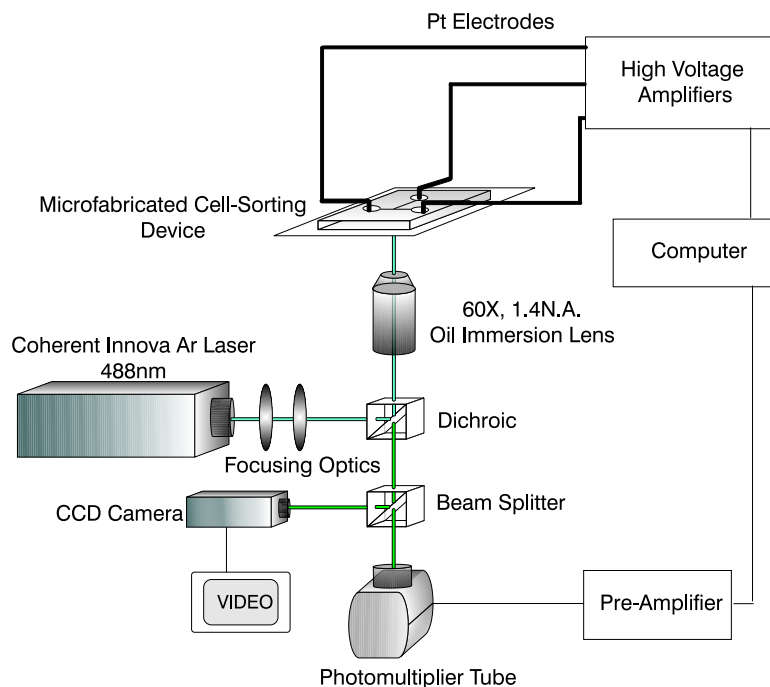 Pt Electrodes
High Voltage
Amplifiers
Microfabricated Cell-Sorting
Device
Computer
60X, 1.4N.A.
Oil Immersion Lens
Coherent Innova Ar Laser
488nm
Dichroic
Focusing Optics
Beam Splitter
CCD Camera
VIDEO
Pre-Amplifier
Photomultiplier Tube